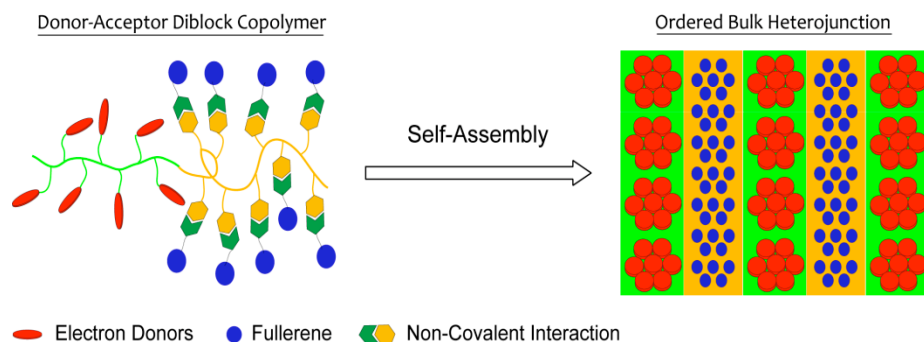 Donor-Acceptor Diblock Copolymer
Ordered Bulk Heterojunction
Self-Assembly
Electron Donors
Fullerene
Non-Covalent Interaction